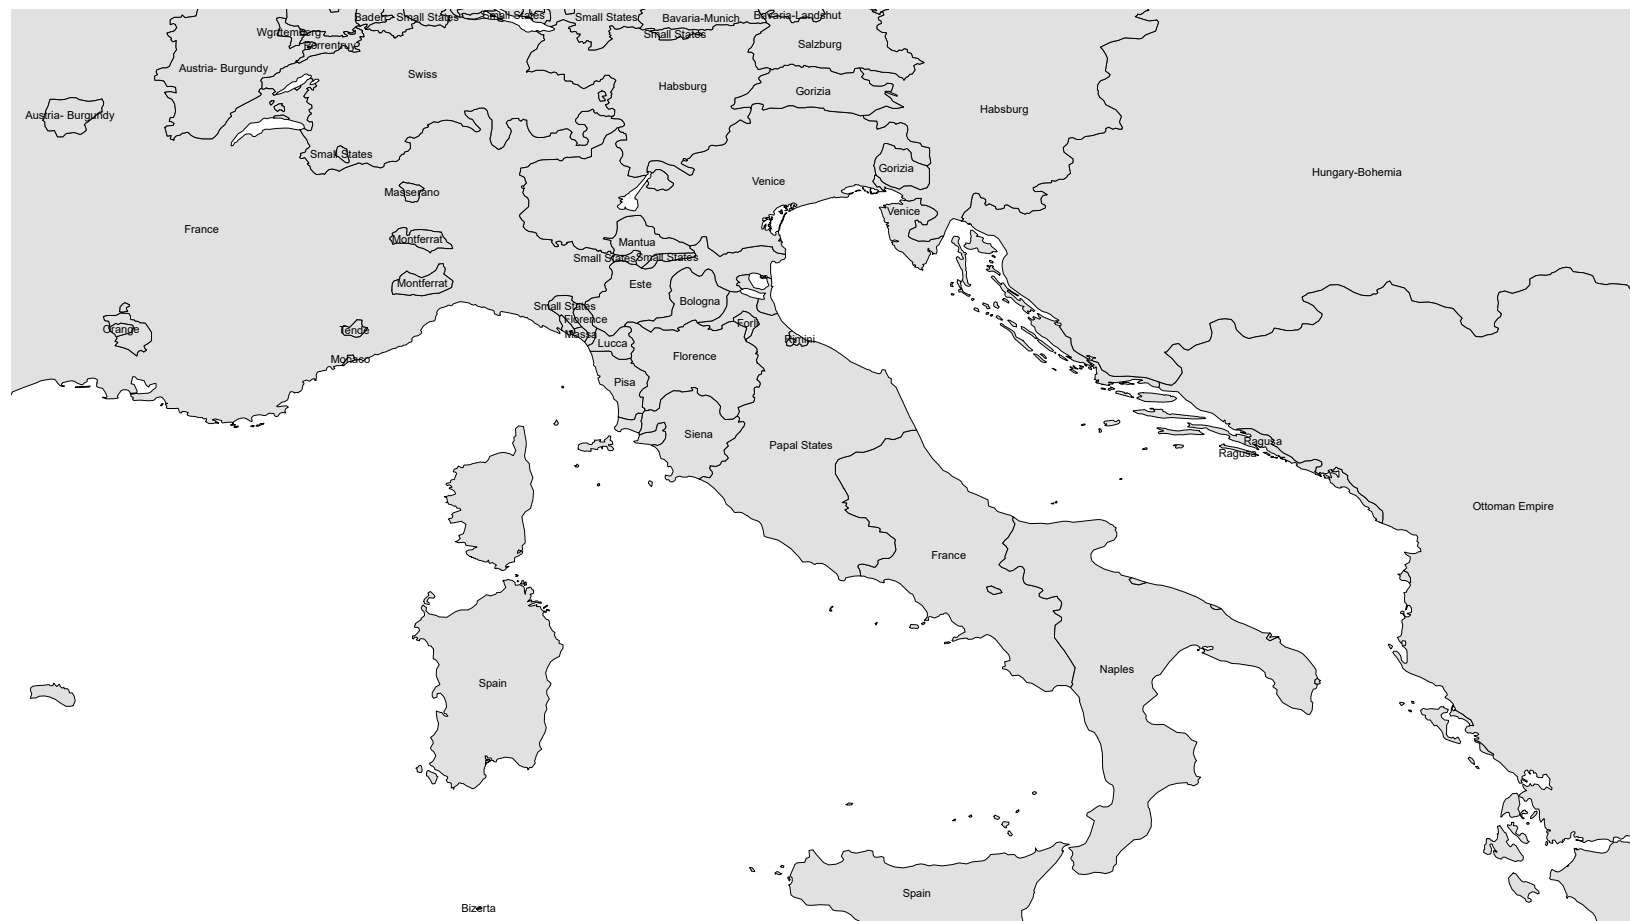 Baden
Small States
Small States
Small States
Bavaria-Munich
Bavaria-Landshut
Wgrttemberg
Porrentruy
Small States
Salzburg
Austria- Burgundy
Swiss
Habsburg
Gorizia
Habsburg
Austria- Burgundy
Small States
Gorizia
Hungary-Bohemia
Masserano
Venice
Venice
France
Montferrat
Mantua
Small States
Small States
Montferrat
Este
Bologna
Small States
Florence
Forli
Orange
Tende
Massa
Lucca
Rimini
Monaco
Florence
Pisa
Siena
Papal States
Ragusa
Ragusa
Ottoman Empire
France
Naples
Spain
Spain
Bizerta